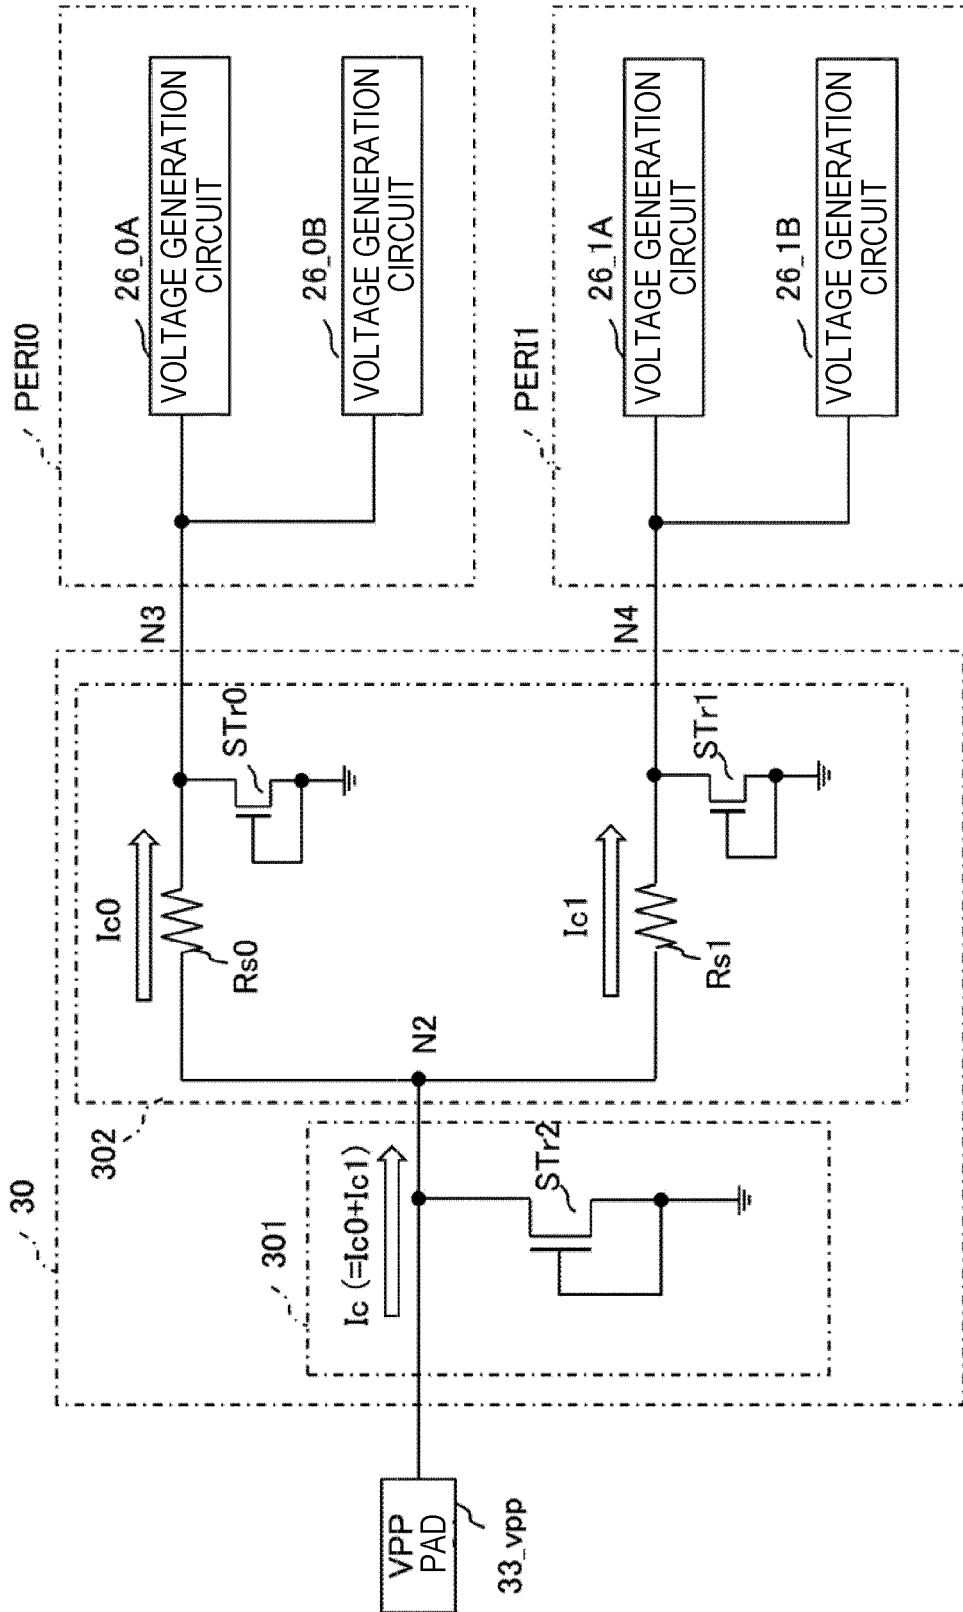 PERI0
26_0A
VOLTAGE GENERATION
CIRCUIT
26_0B
VOLTAGE GENERATION
CIRCUIT
PERI1
26_1A
VOLTAGE GENERATION
CIRCUIT
26_1B
VOLTAGE GENERATION
CIRCUIT
N3
N4
30
302
Ic0
Rs0
STr0
Ic1
Rs1
STr1
N2
301
Ic (=Ic0+Ic1)
STr2
VPP
PAD
33_vpp